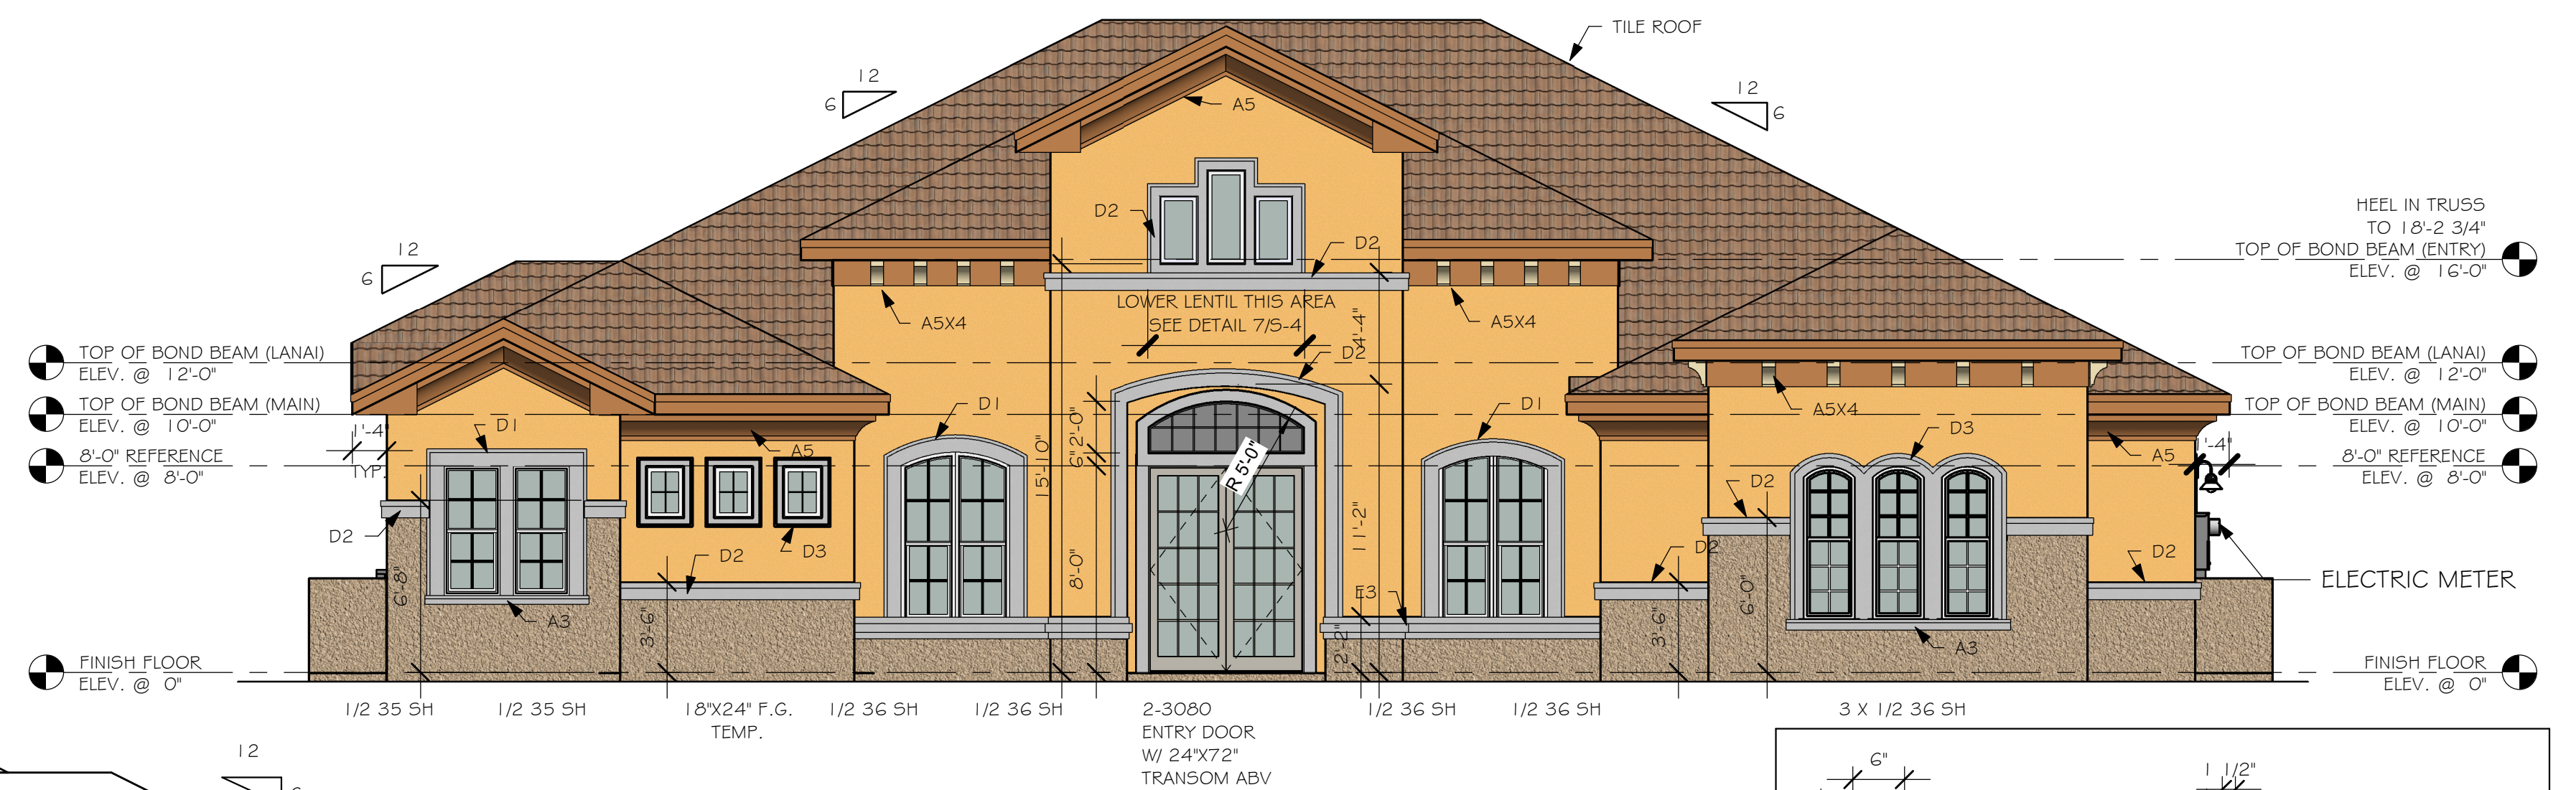 TILE ROOF
12
6
12
6
A5
HEEL IN TRUSS
TO 18'-2 3/4"
TOP OF BOND BEAM (ENTRY)
ELEV. @ 16'-0"
D2
D2
12
6
LOWER LENTIL THIS AREA
SEE DETAIL 7/S-4
A5X4
A5X4
4'-4"
D2
TOP OF BOND BEAM (LANAI)
ELEV. @ 12'-0"
TOP OF BOND BEAM (LANAI)
ELEV. @ 12'-0"
TOP OF BOND BEAM (MAIN)
ELEV. @ 10'-0"
TOP OF BOND BEAM (MAIN)
ELEV. @ 10'-0"
A5X4
D1
D1
D1
D3
1'-4"
TYP.
A5
A5
'-4"
8'-0" REFERENCE
ELEV. @ 8'-0"
8'-0" REFERENCE
ELEV. @ 8'-0"
15'-10"
2'-0"
6"
R 5'-0"
D2
D2
D3
D2
D2
D2
11'-2"
8'-0"
6'-8"
3'-6"
E3
2'-2"
3'-6"
6'-0"
A3
A3
ELECTRIC METER
FINISH FLOOR
ELEV. @ 0"
FINISH FLOOR
ELEV. @ 0"
1/2 35 SH
1/2 35 SH
18"X24" F.G.
TEMP.
1/2 36 SH
1/2 36 SH
2-3080
ENTRY DOOR
W/ 24"X72"
TRANSOM ABV
1/2 36 SH
1/2 36 SH
3 X 1/2 36 SH
12
6"
1 1/2"